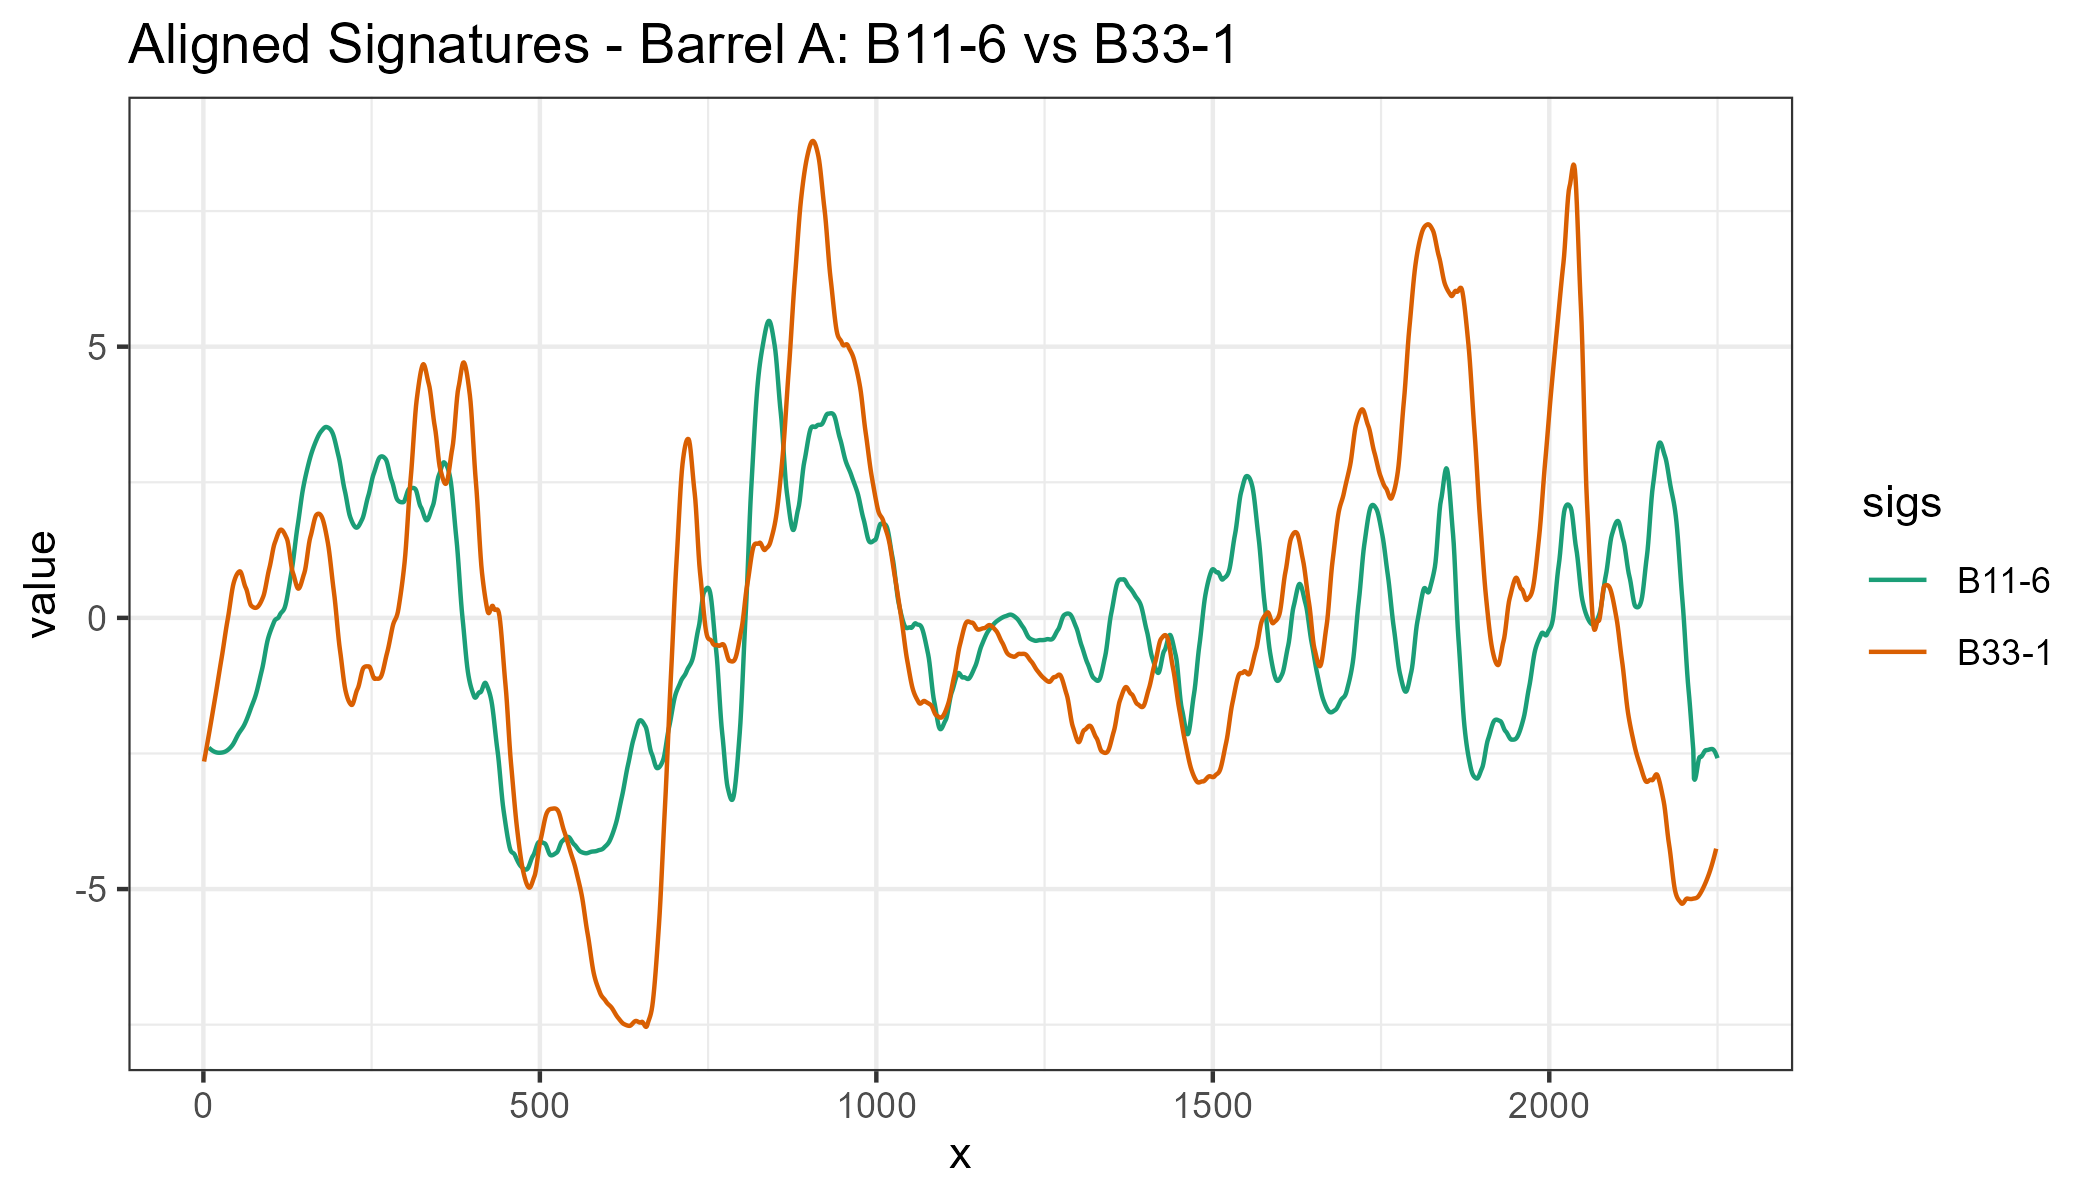 Aligned Signatures - Barrel A: B11-6 vs B33-1
value
5
0
-5
0
500
1000
1500
2000
x
sigs
B11-6
B33-1